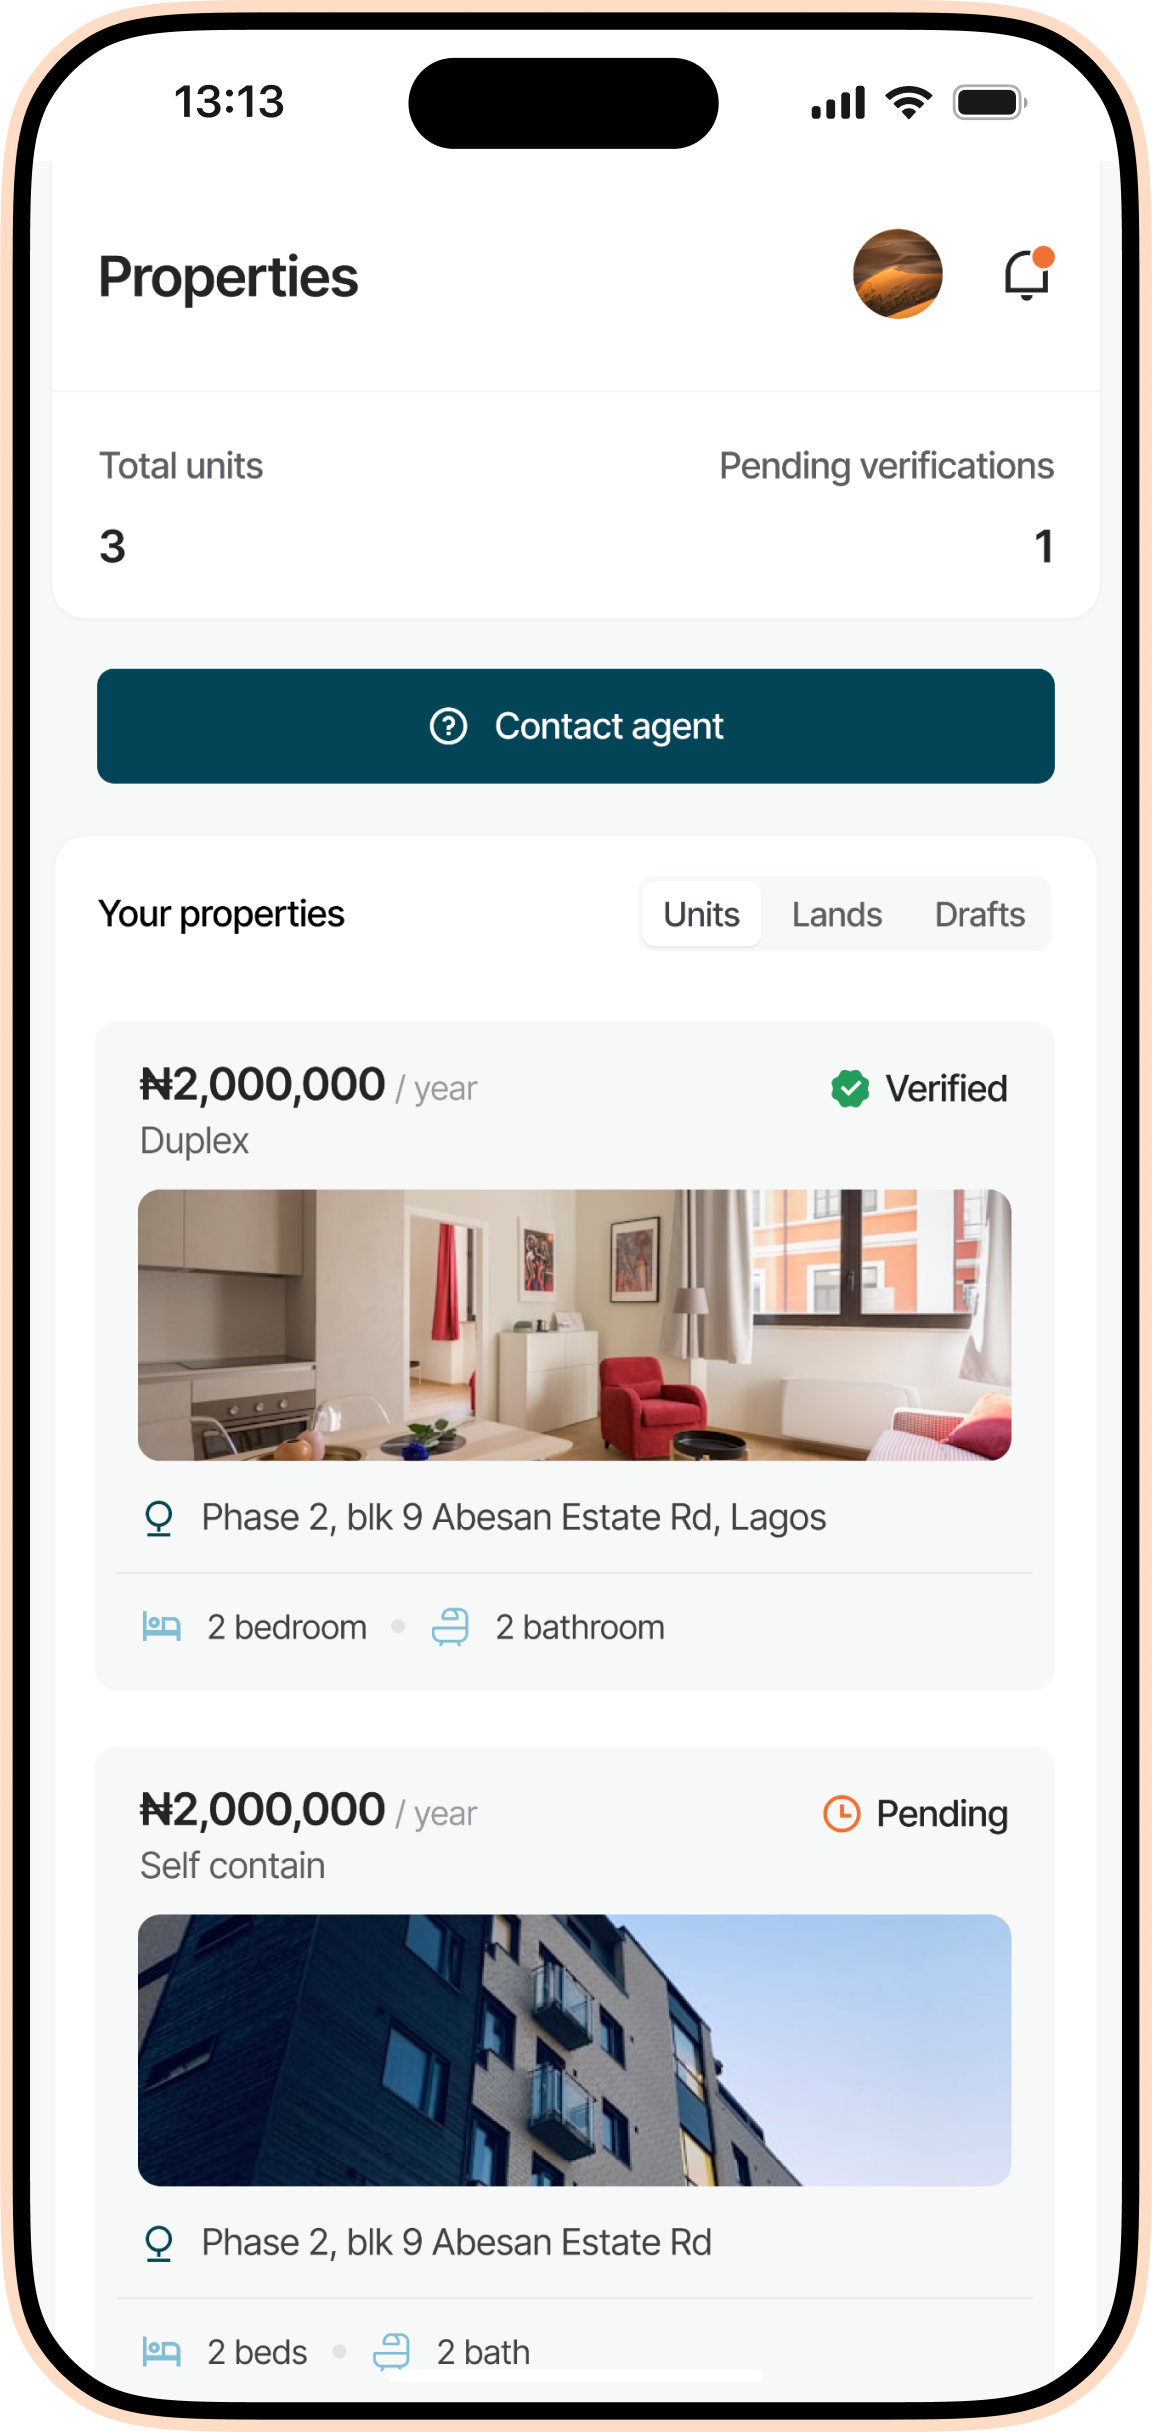 13:13
Properties
Total units
Pending verifications
3
1
Contact agent
Your properties
Units
Lands
Drafts
₦2,000,000 / year
Verified
Duplex
Phase 2, blk 9 Abesan Estate Rd, Lagos
2 bedroom
2 bathroom
₦2,000,000 / year
Pending
Self contain
Phase 2, blk 9 Abesan Estate Rd
2 beds
2 bath